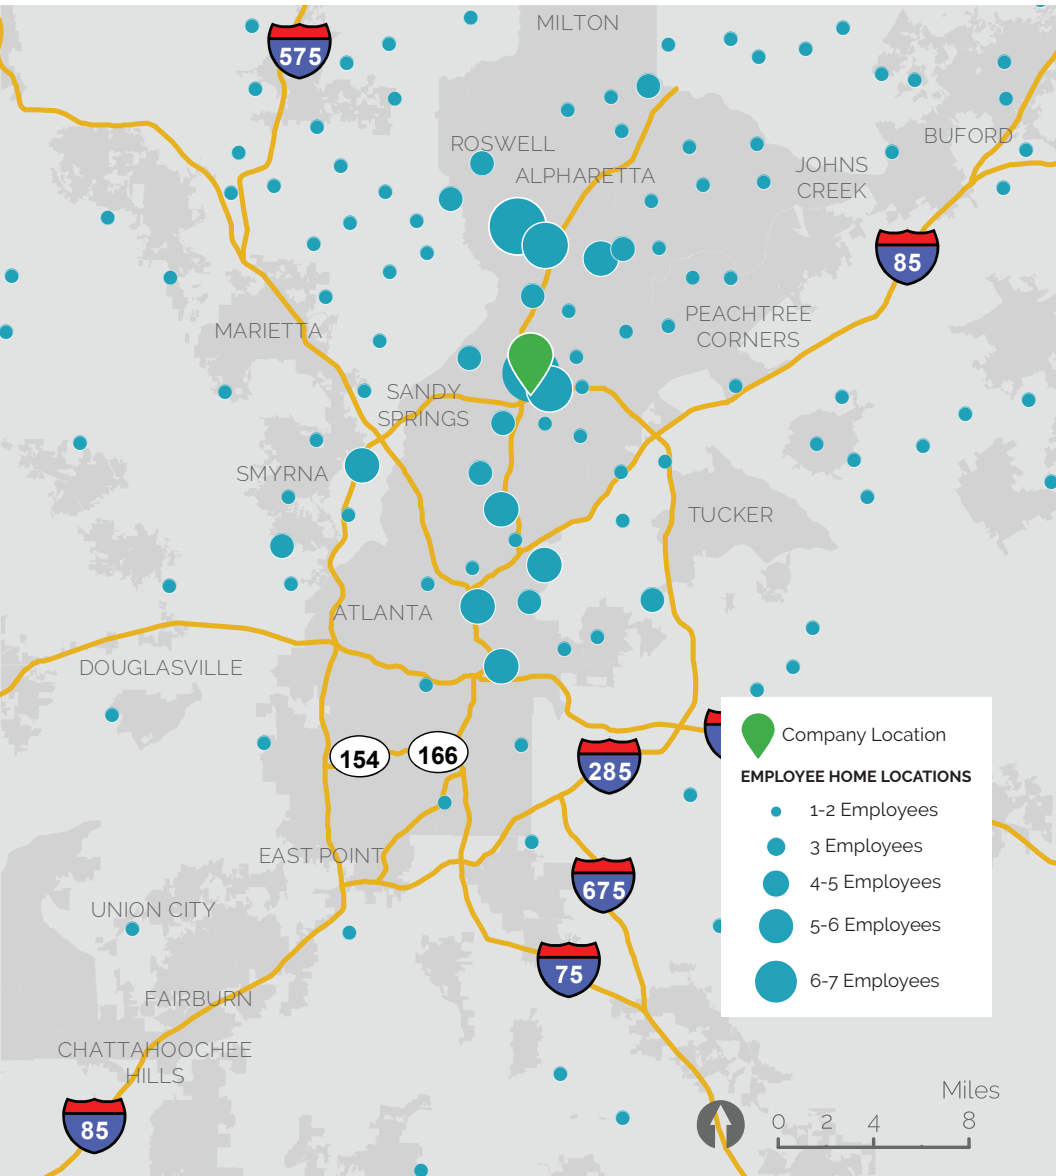 MILTON
575
ROSWELL
ALPHARETTA
BUFORD
JOHNS
CREEK
85
MARIETTA
PEACHTREE
CORNERS
SANDY
SPRINGS
SMYRNA
TUCKER
ATLANTA
DOUGLASVILLE
154
166
285
EAST POINT
675
UNION CITY
75
FAIRBURN
CHATTAHOOCHEE
HILLS
85
Company Location
EMPLOYEE HOME LOCATIONS
1-2 Employees
3 Employees
4-5 Employees
5-6 Employees
6-7 Employees
Miles
0 2 4 8